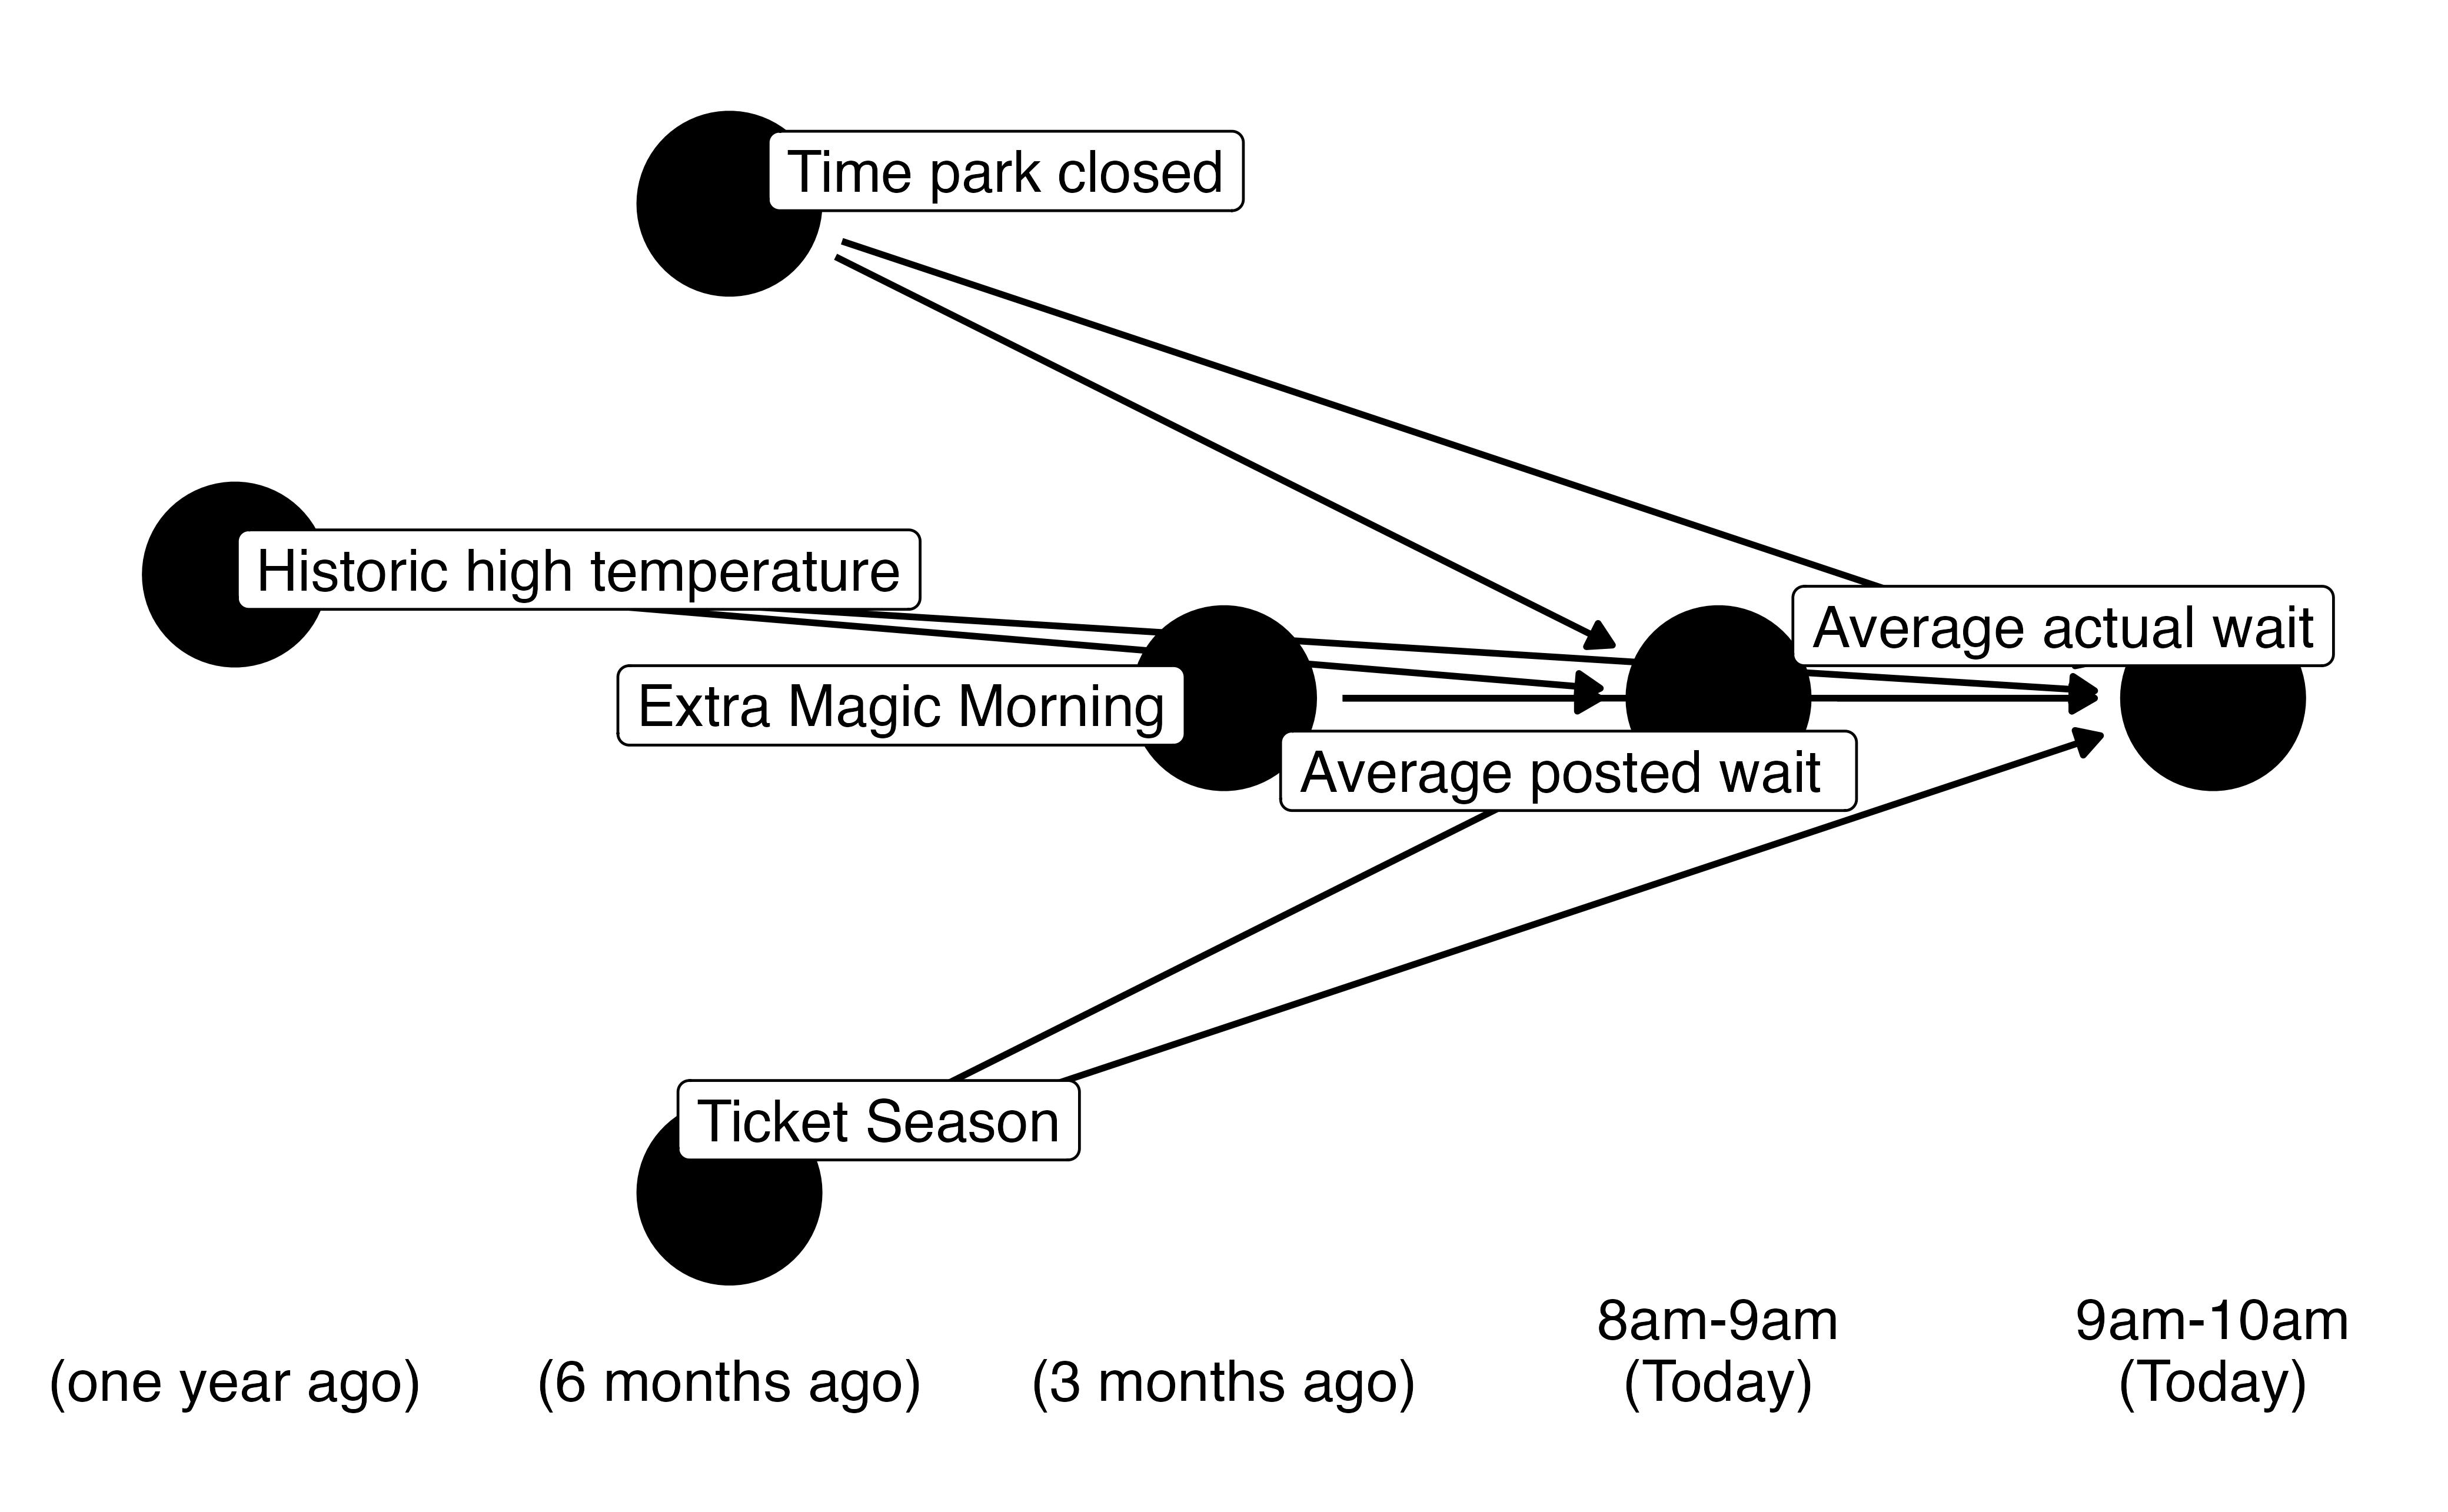 Time park closed
Historic high temperature
Average actual wait
Extra Magic Morning
Average posted wait
Ticket Season
8am-9am
9am-10am
(one year ago)
(6 months ago)
(3 months ago)
(Today)
(Today)